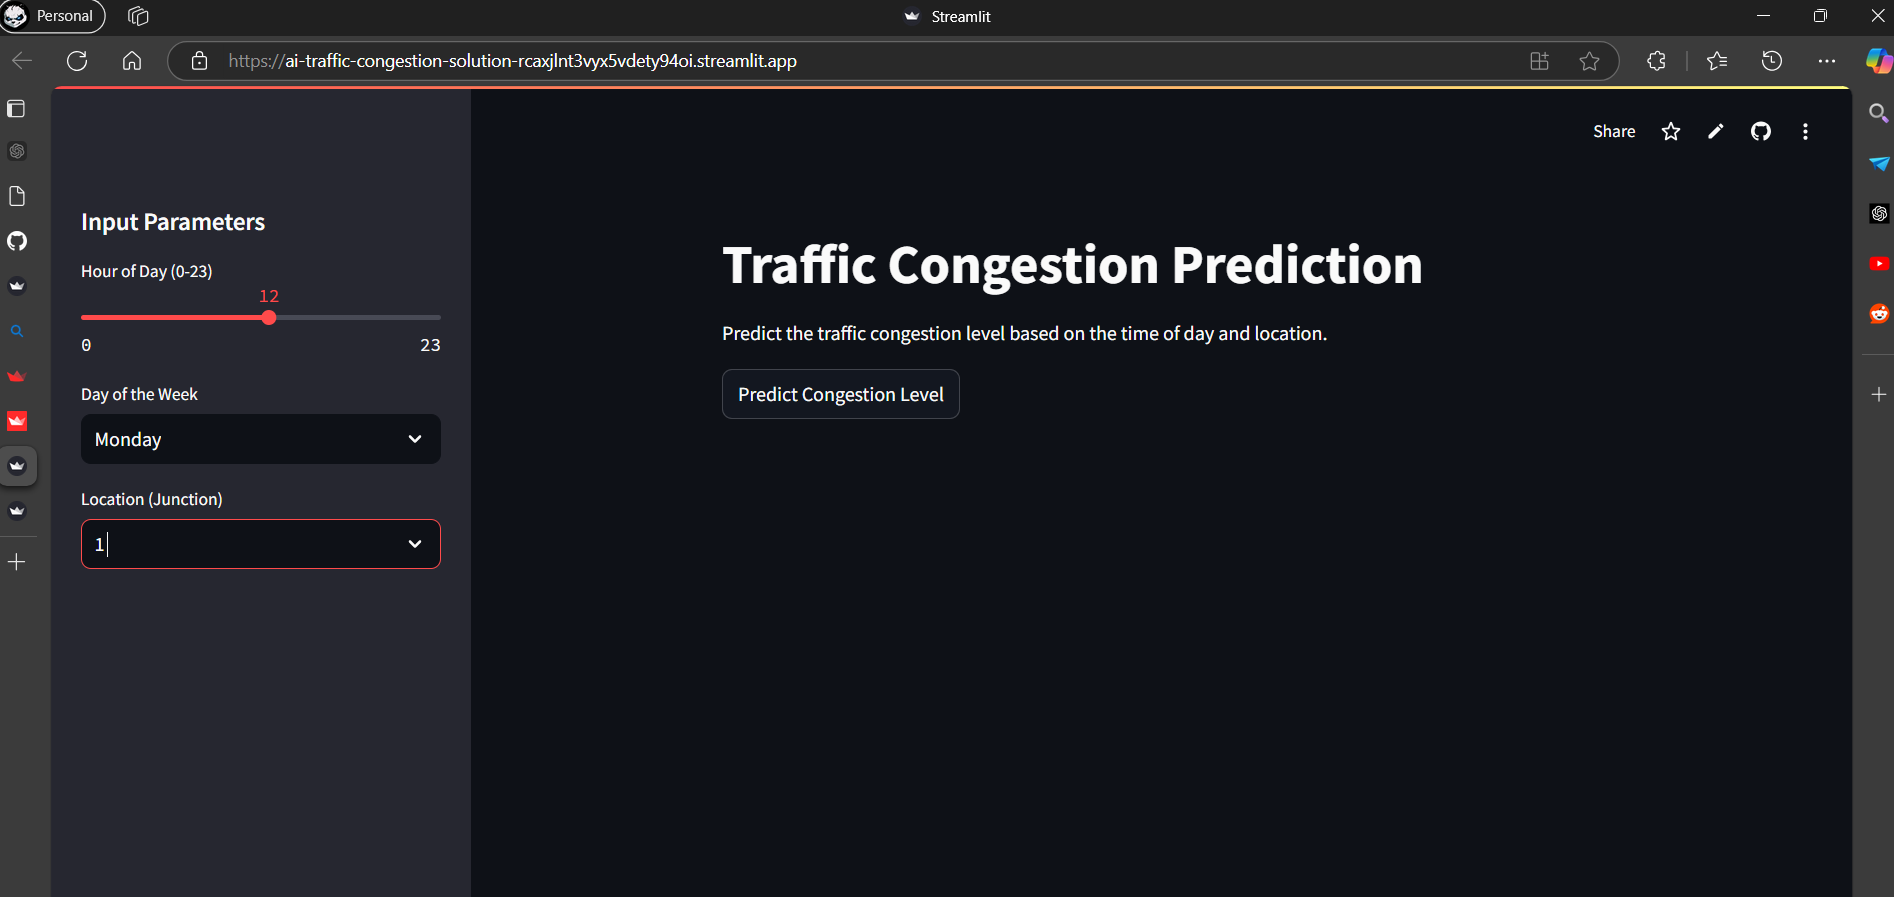 Personal
Streamlit
https://ai-traffic-congestion-solution-rcaxjlnt3vyx5vdety94oi.streamlit.app
Share
Input Parameters
Hour of Day (0-23)
12
0 23
Day of the Week
Monday
Location (Junction)
1
Traffic Congestion Prediction
Predict the traffic congestion level based on the time of day and location.
Predict Congestion Level